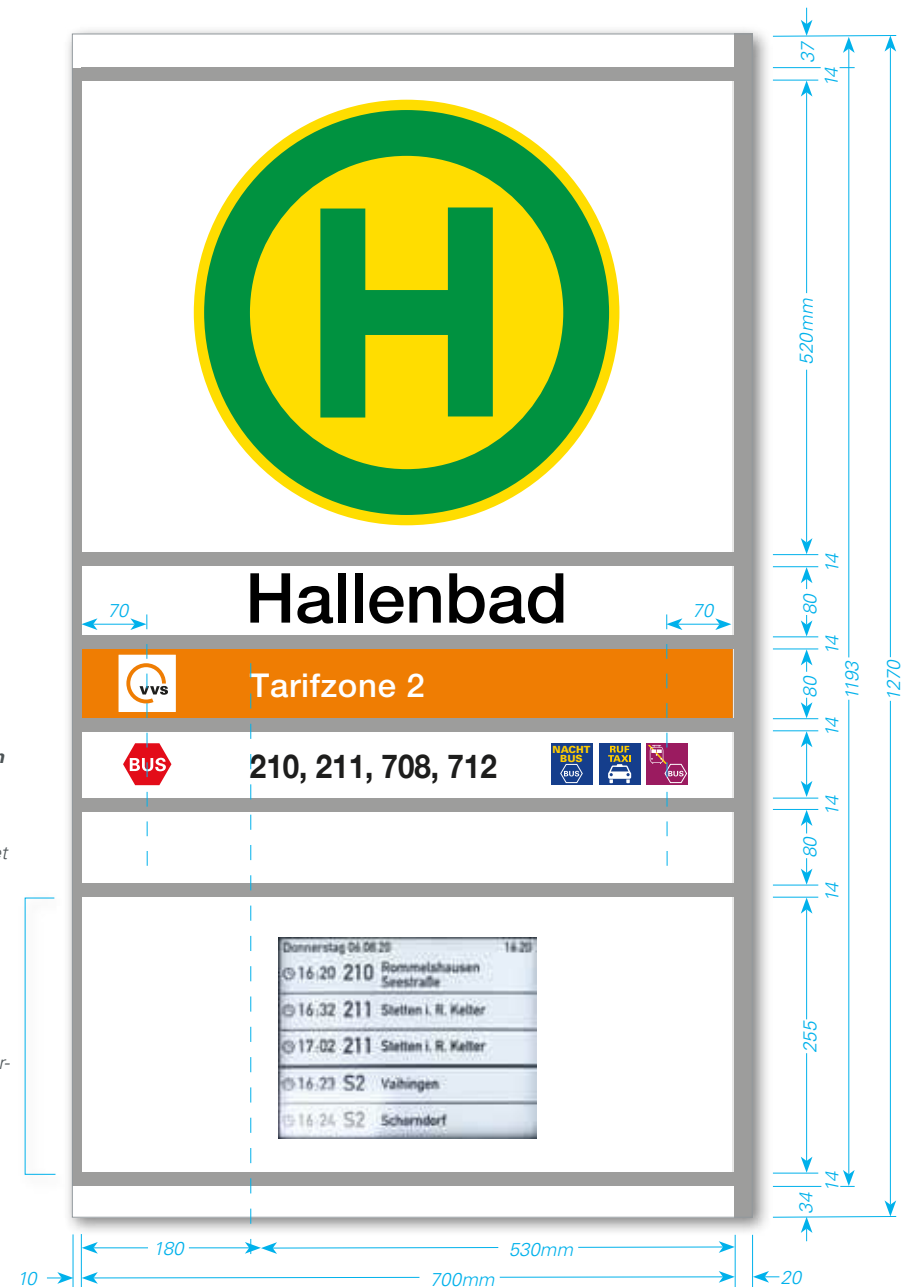 37
14
H
520mm
14
Hallenbad
70
70
80
14
vvs
Tarifzone 2
80
1193
1270
14
n
BUS
210, 211, 708, 712
NACHT
BUS
BUS
RUF
TAXI
BUS
14
et
80
14
Donnerstag 06.08.20 16:20
16:20 210 Rommelshausen
Seestraße
16:32 211 Stetten i. R. Kelter
17:02 211 Stetten i. R. Kelter
16:23 S2 Vaihingen
16:24 S2 Schorndorf
255
r-
14
34
180
530mm
10
700mm
20